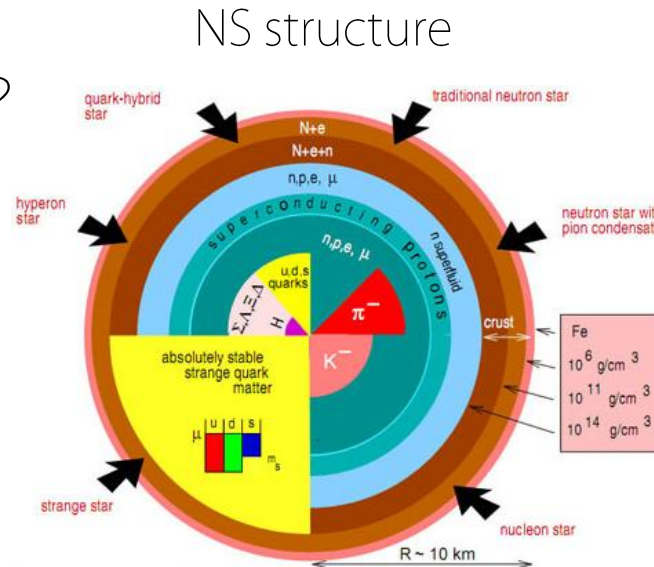 NS structure
quark-hybrid
star
traditional neutron star
N+e
N+e+n
n,p,e, μ
superconducting protons
n superfluid
hyperon
star
neutron star wit
pion condensat
n,p,e, μ
u,d,s
quarks
Σ,Λ,Ξ,Δ
H
π⁻
K⁻
crust
Fe
10⁶ g/cm³
10¹¹ g/cm³
10¹⁴ g/cm³
absolutely stable
strange quark
matter
μ u d s
mₛ
strange star
nucleon star
R ~ 10 km